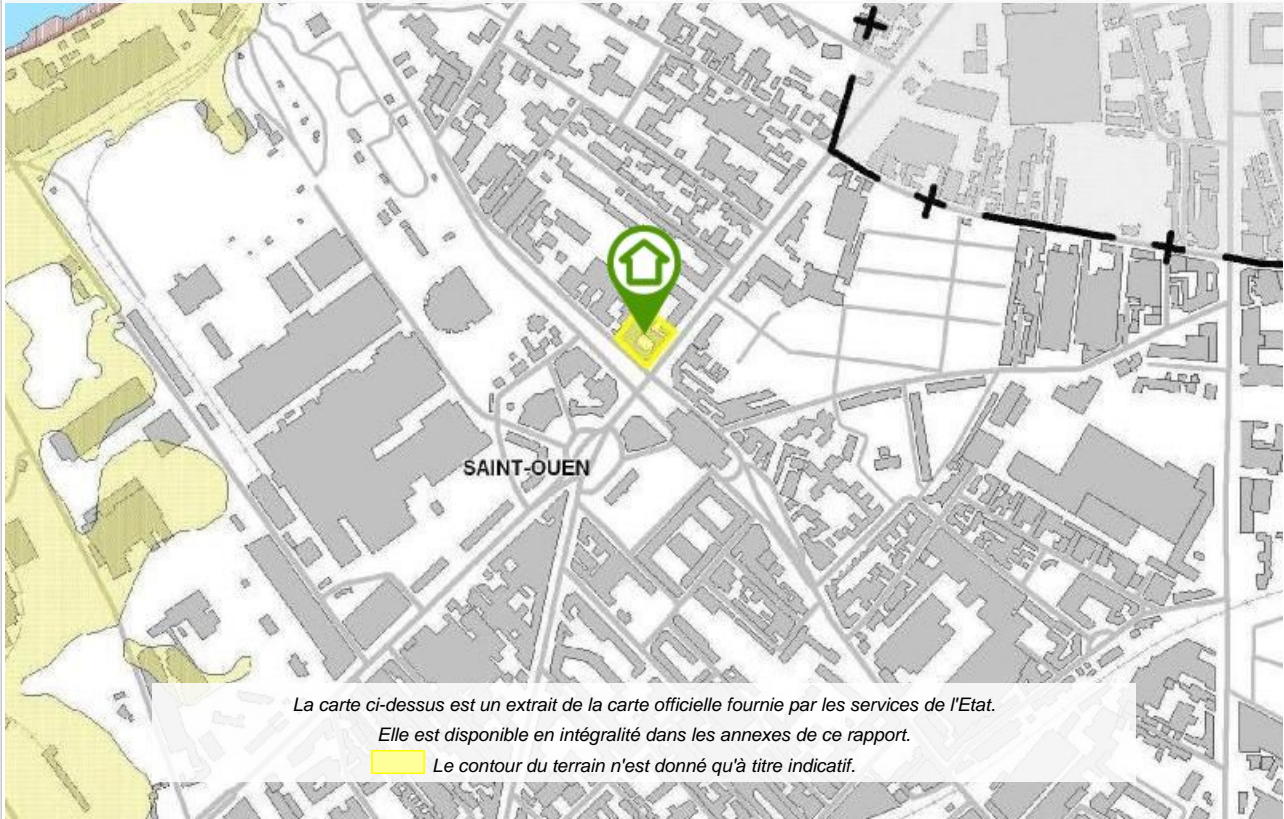 SAINT-OUEN
La carte ci-dessus est un extrait de la carte officielle fournie par les services de l'Etat.
Elle est disponible en intégralité dans les annexes de ce rapport.
Le contour du terrain n'est donné qu'à titre indicatif.